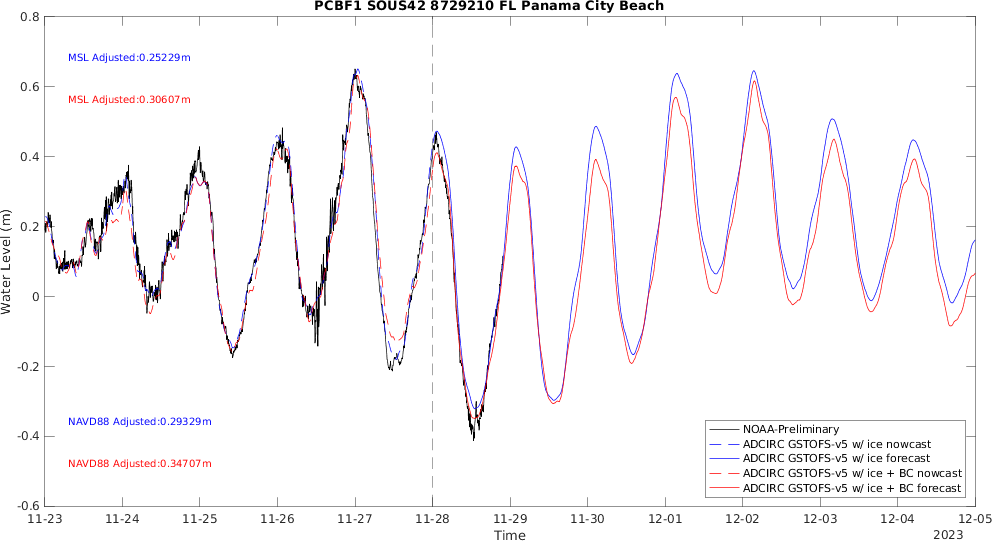 PCBF1 SOUS42 8729210 FL Panama City Beach
0.8
0.6
0.4
0.2
0
-0.2
-0.4
-0.6
Water Level (m)
MSL Adjusted:0.25229m
MSL Adjusted:0.30607m
NAVD88 Adjusted:0.29329m
NAVD88 Adjusted:0.34707m
NOAA-Preliminary
ADCIRC GSTOFS-v5 w/ ice nowcast
ADCIRC GSTOFS-v5 w/ ice forecast
ADCIRC GSTOFS-v5 w/ ice + BC nowcast
ADCIRC GSTOFS-v5 w/ ice + BC forecast
11-23 11-24 11-25 11-26 11-27 11-28 11-29 11-30 12-01 12-02 12-03 12-04 12-05
Time
2023